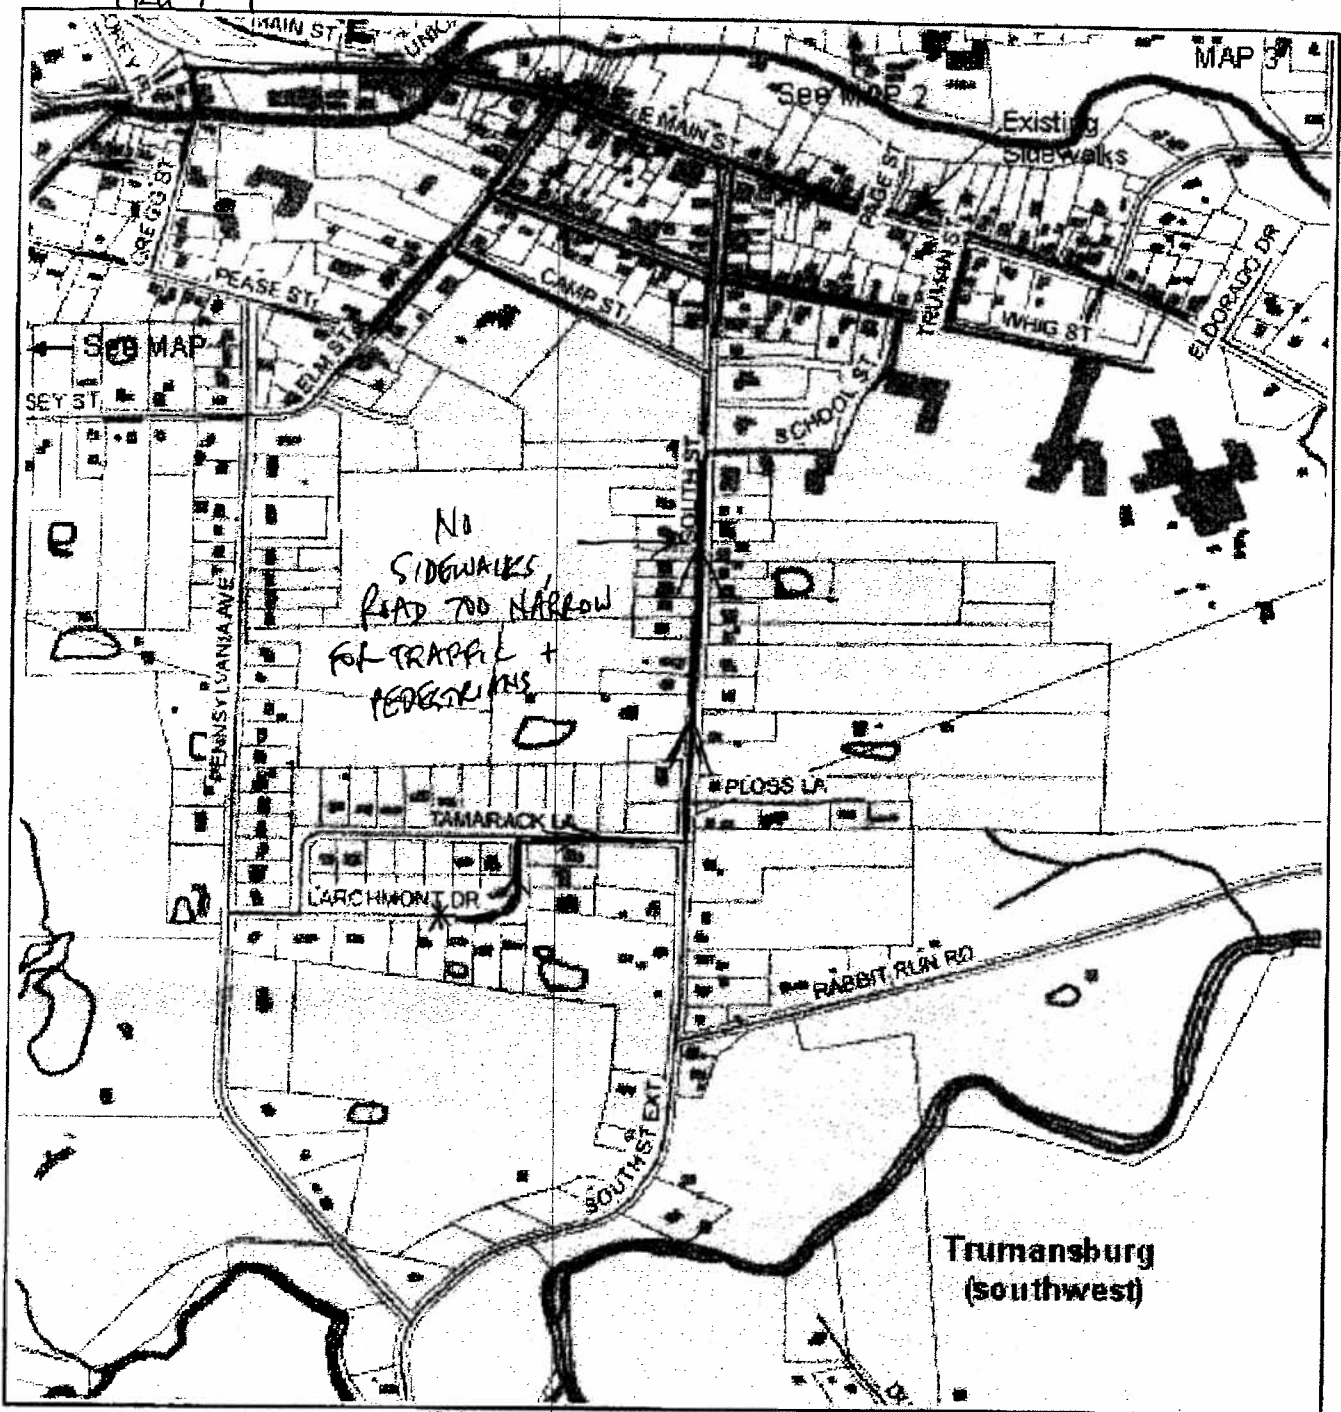 MAIN ST
MAP 3
See MAP 2
Existing
Sidewalks
E MAIN ST
PAGE ST
GREGG ST
PEASE ST
CAMP ST
TRUMAN ST
WHIG ST
ELDORADO DR
See MAP
ELM ST
SEY ST
SCHOOL ST
SOUTH ST
No
SIDEWALKS,
ROAD TOO NARROW
FOR TRAFFIC +
PEDESTRIANS
PENNSYLVANIA AVE
PLOSS LA
TAMARACK LA
LARCHMONT DR
RABBIT RUN RD
SOUTH ST EXT
Trumansburg
(southwest)